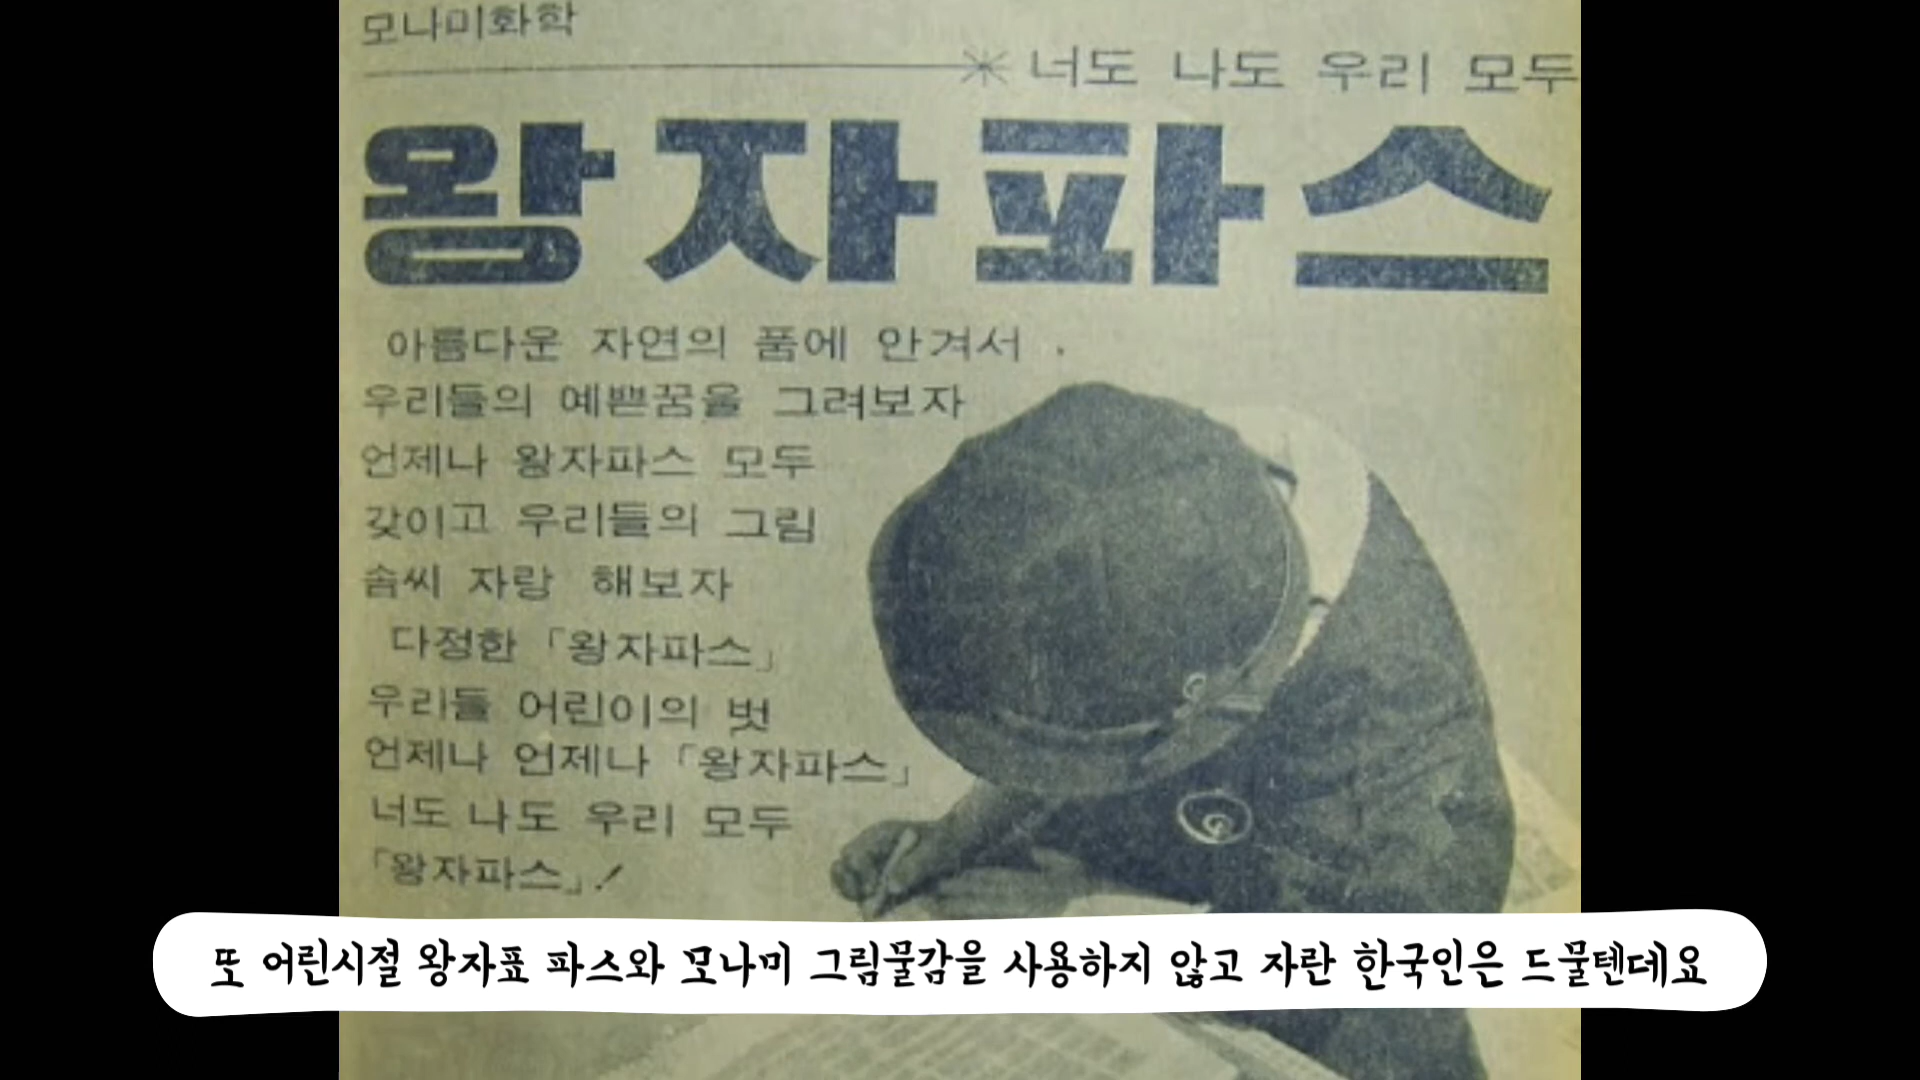 모나미화학
너도 나도 우리 모두
왕자파스
아름다운 자연의 품에 안겨서 .
우리들의 예쁜꿈을 그려보자
언제나 왕자파스 모두
갖이고 우리들의 그림
솜씨 자랑 해보자
다정한 「왕자파스」
우리들 어린이의 벗
언제나 언제나 「왕자파스」
너도 나도 우리 모두
「왕자파스」!
또 어린시절 왕자표 파스와 모나미 그림물감을 사용하지 않고 자란 한국인은 드물텐데요